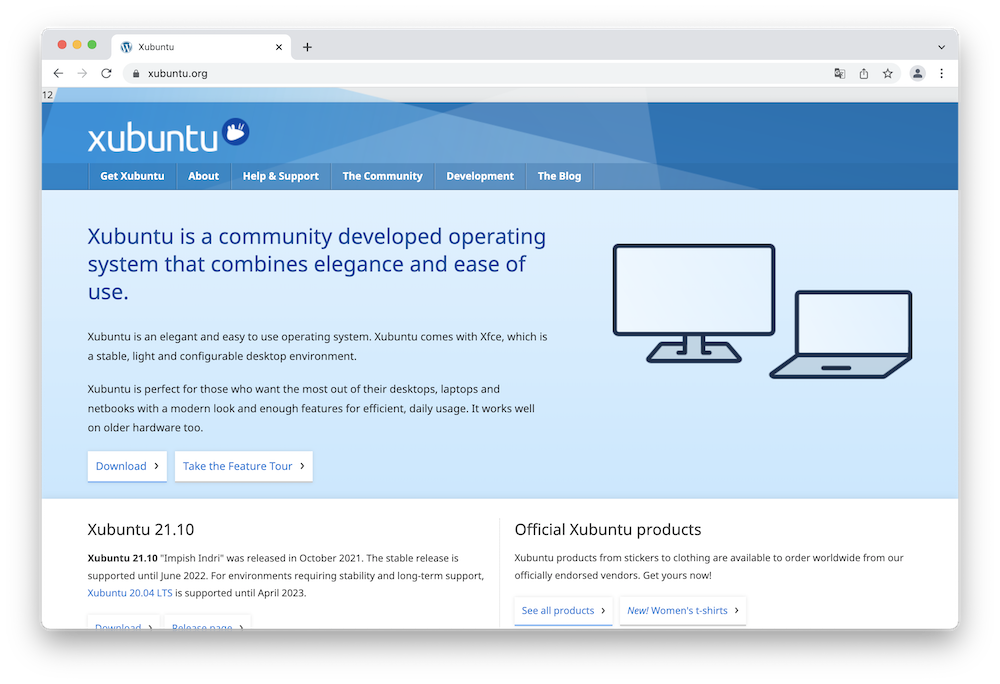 Xubuntu
xubuntu.org
12
xubuntu
Get Xubuntu About Help & Support The Community Development The Blog
Xubuntu is a community developed operating
system that combines elegance and ease of
use.
Xubuntu is an elegant and easy to use operating system. Xubuntu comes with Xfce, which is
a stable, light and configurable desktop environment.
Xubuntu is perfect for those who want the most out of their desktops, laptops and
netbooks with a modern look and enough features for efficient, daily usage. It works well
on older hardware too.
Download Take the Feature Tour
Xubuntu 21.10
Xubuntu 21.10 "Impish Indri" was released in October 2021. The stable release is
supported until June 2022. For environments requiring stability and long-term support,
Xubuntu 20.04 LTS is supported until April 2023.
Download Release page
Official Xubuntu products
Xubuntu products from stickers to clothing are available to order worldwide from our
officially endorsed vendors. Get yours now!
See all products New! Women's t-shirts